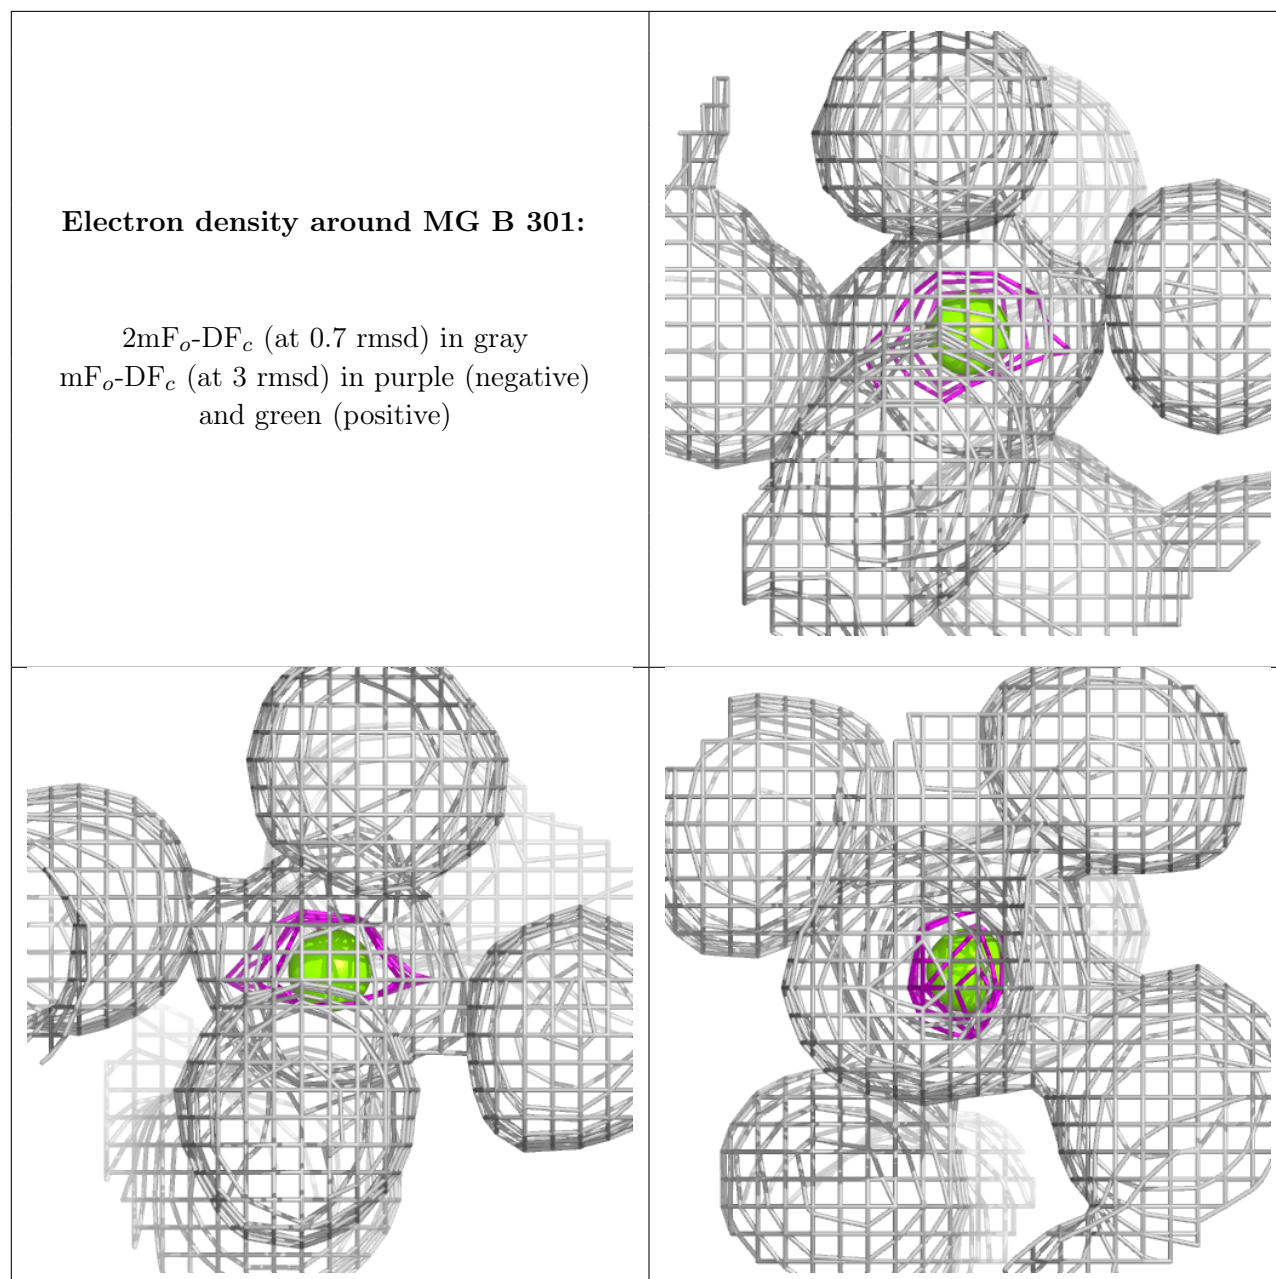 Electron density around MG B 301:
2mFo-DFc (at 0.7 rmsd) in gray
mFo-DFc (at 3 rmsd) in purple (negative)
and green (positive)